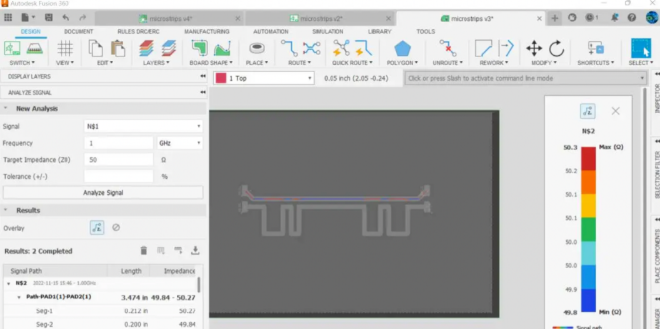 Autodesk Fusion 360
microsstrips v4*
microsstrips v2*
microsstrips v3*
DESIGN DOCUMENT RULES DRC/ERC MANUFACTURING AUTOMATION SIMULATION LIBRARY TOOLS
SWITCH VIEW EDIT LAYERS BOARD SHAPE PLACE ROUTE QUICK ROUTE POLYGON UNROUTE REWORK MODIFY SHORTCUTS SELECT
DISPLAY LAYERS
1 Top
0.05 inch (2.05 -0.24)
Click or press Slash to activate command line mode
ANALYZE SIGNAL
New Analysis
Signal N$1
Frequency 1 GHz
Target Impedance (Z0) 50 Ω
Tolerance (+/-) %
Analyze Signal
Results
Overlay
Results: 2 Completed
Signal Path Length Impedance
N$2 2022-11-15 15:46 - 1.00GHz
Path-PAD1(1)-PAD2(1) 3.474 in 49.84 - 50.27
Seg-1 0.212 in 50.27
Seg-2 0.200 in 49.84
N$2
50.3 Max (Ω)
50.2
50.1
50.1
50.0
50.0
49.9
49.8 Min (Ω)
Signal path
INSPECTOR
SELECTION FILTER
PLACE COMPONENTS